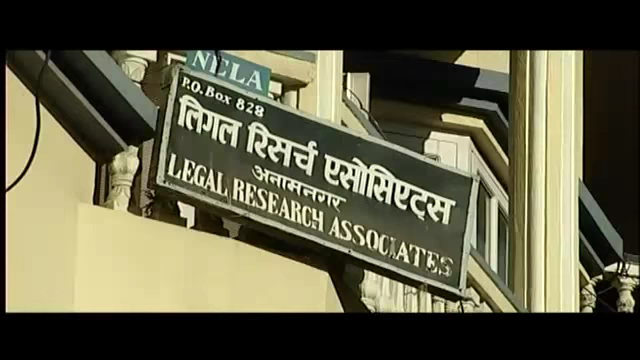 NELA
P.O. Box 828
लिगल रिसर्च एसोसिएट्स
अनामनगर
LEGAL RESEARCH ASSOCIATES